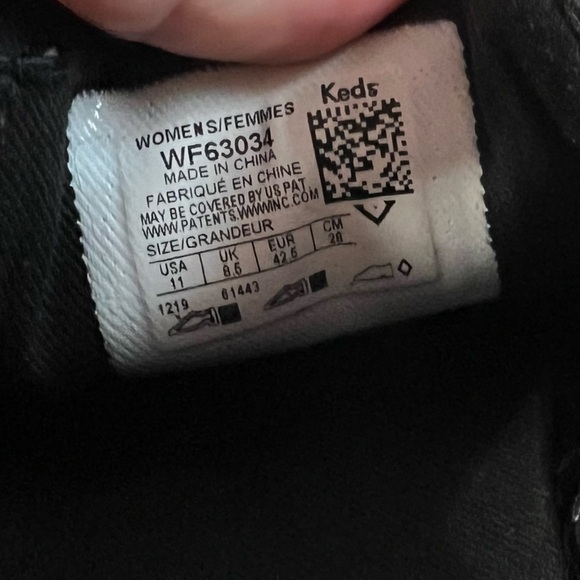 Keds
WOMENS/FEMMES
WF63034
MADE IN CHINA
FABRIQUÉ EN CHINE
MAY BE COVERED BY US PAT
WWW.PATENTS.WWWINC.COM
SIZE/GRANDEUR
USA UK EUR CM
11 8.5 42.5 28
1219 61443